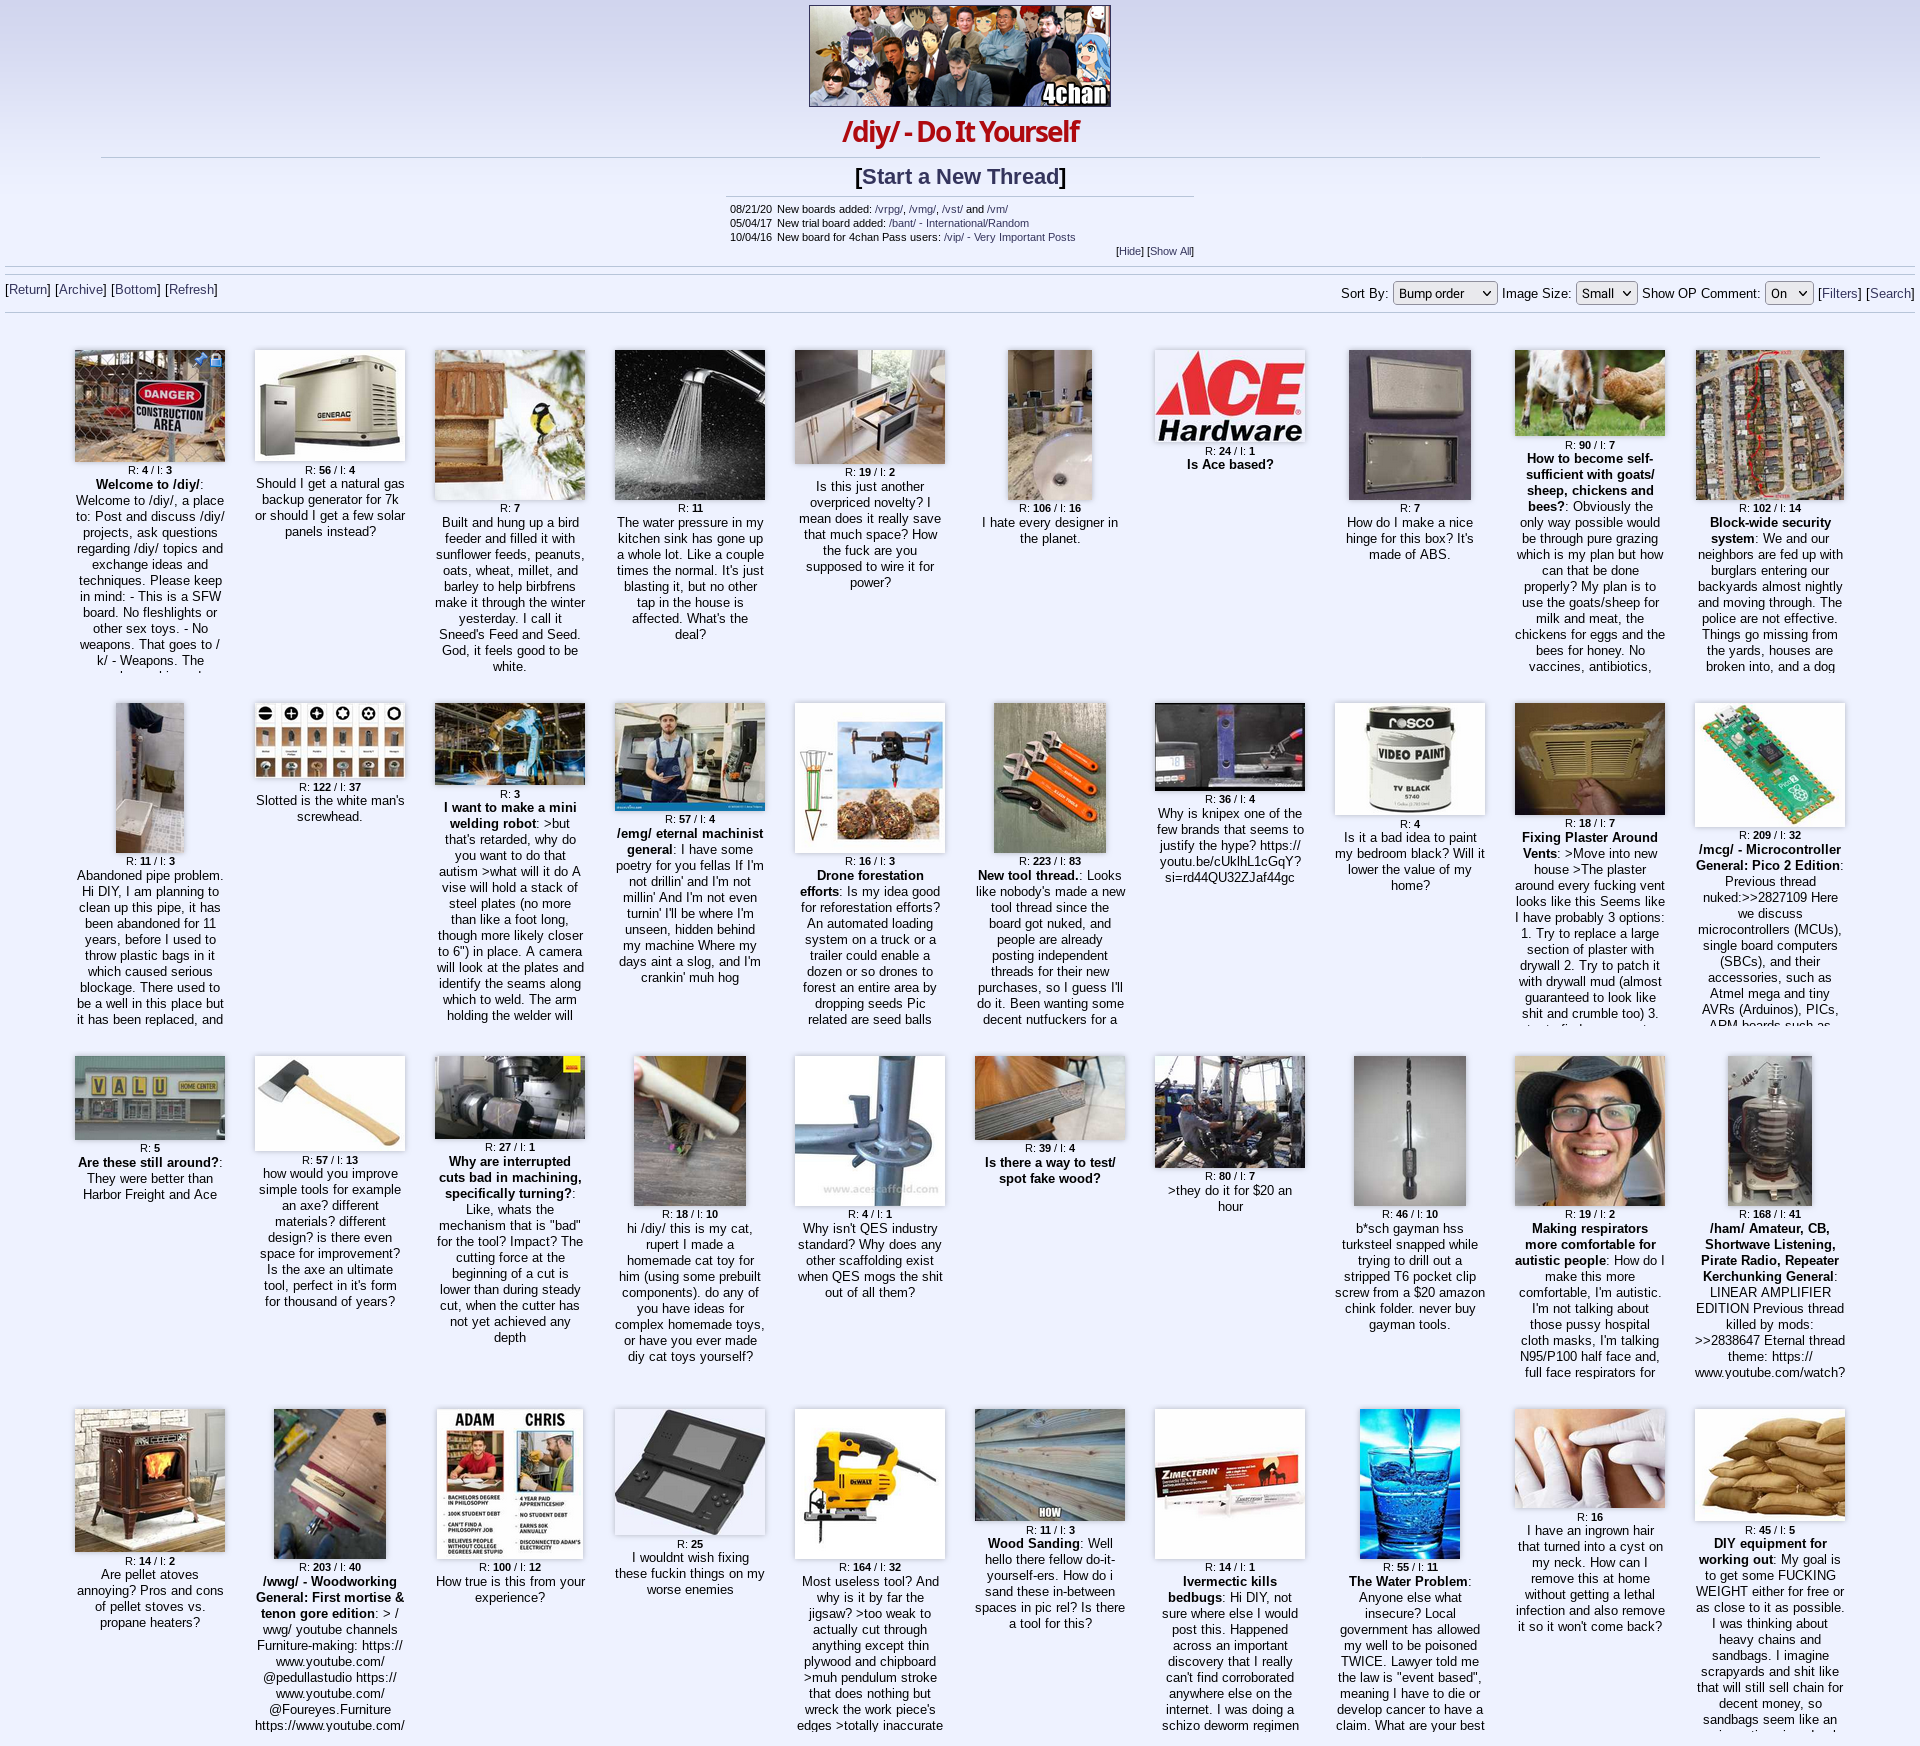 4chan
/diy/ - Do It Yourself
[Start a New Thread]
08/21/20 New boards added: /vrpg/, /vmg/, /vst/ and /vm/
05/04/17 New trial board added: /bant/ - International/Random
10/04/16 New board for 4chan Pass users: /vip/ - Very Important Posts
[Hide] [Show All]
[Return] [Archive] [Bottom] [Refresh]
Sort By: Bump order Image Size: Small Show OP Comment: On [Filters] [Search]
DANGER
CONSTRUCTION
AREA
R: 4 / I: 3
Welcome to /diy/:
Welcome to /diy/, a place
to: Post and discuss /diy/
projects, ask questions
regarding /diy/ topics and
exchange ideas and
techniques. Please keep
in mind: - This is a SFW
board. No fleshlights or
other sex toys. - No
weapons. That goes to /
k/ - Weapons. The
GENERAC
R: 56 / I: 4
Should I get a natural gas
backup generator for 7k
or should I get a few solar
panels instead?
R: 7
Built and hung up a bird
feeder and filled it with
sunflower feeds, peanuts,
oats, wheat, millet, and
barley to help birbfrens
make it through the winter
yesterday. I call it
Sneed's Feed and Seed.
God, it feels good to be
white.
R: 11
The water pressure in my
kitchen sink has gone up
a whole lot. Like a couple
times the normal. It's just
blasting it, but no other
tap in the house is
affected. What's the
deal?
R: 19 / I: 2
Is this just another
overpriced novelty? I
mean does it really save
that much space? How
the fuck are you
supposed to wire it for
power?
R: 106 / I: 16
I hate every designer in
the planet.
ACE
Hardware
R: 24 / I: 1
Is Ace based?
R: 7
How do I make a nice
hinge for this box? It's
made of ABS.
R: 90 / I: 7
How to become self-
sufficient with goats/
sheep, chickens and
bees?: Obviously the
only way possible would
be through pure grazing
which is my plan but how
can that be done
properly? My plan is to
use the goats/sheep for
milk and meat, the
chickens for eggs and the
bees for honey. No
vaccines, antibiotics,
R: 102 / I: 14
Block-wide security
system: We and our
neighbors are fed up with
burglars entering our
backyards almost nightly
and moving through. The
police are not effective.
Things go missing from
the yards, houses are
broken into, and a dog
R: 11 / I: 3
Abandoned pipe problem.
Hi DIY, I am planning to
clean up this pipe, it has
been abandoned for 11
years, before I used to
throw plastic bags in it
which caused serious
blockage. There used to
be a well in this place but
it has been replaced, and
R: 122 / I: 37
Slotted is the white man's
screwhead.
R: 3
I want to make a mini
welding robot: >but
that's retarded, why do
you want to do that
autism >what will it do A
vise will hold a stack of
steel plates (no more
than like a foot long,
though more likely closer
to 6") in place. A camera
will look at the plates and
identify the seams along
which to weld. The arm
holding the welder will
R: 57 / I: 4
/emg/ eternal machinist
general: I have some
poetry for you fellas If I'm
not drillin' and I'm not
millin' And I'm not even
turnin' I'll be where I'm
unseen, hidden behind
my machine Where my
days aint a slog, and I'm
crankin' muh hog
R: 16 / I: 3
Drone forestation
efforts: Is my idea good
for reforestation efforts?
An automated loading
system on a truck or a
trailer could enable a
dozen or so drones to
forest an entire area by
dropping seeds Pic
related are seed balls
R: 223 / I: 83
New tool thread.: Looks
like nobody's made a new
tool thread since the
board got nuked, and
people are already
posting independent
threads for their new
purchases, so I guess I'll
do it. Been wanting some
decent nutfuckers for a
R: 36 / I: 4
Why is knipex one of the
few brands that seems to
justify the hype? https://
youtu.be/cUklhL1cGqY?
si=rd44QU32ZJaf44gc
rosco
VIDEO PAINT
TV BLACK
5740
R: 4
Is it a bad idea to paint
my bedroom black? Will it
lower the value of my
home?
R: 18 / I: 7
Fixing Plaster Around
Vents: >Move into new
house >The plaster
around every fucking vent
looks like this Seems like
I have probably 3 options:
1. Try to replace a large
section of plaster with
drywall 2. Try to patch it
with drywall mud (almost
guaranteed to look like
shit and crumble too) 3.
R: 209 / I: 32
/mcg/ - Microcontroller
General: Pico 2 Edition:
Previous thread
nuked:>>2827109 Here
we discuss
microcontrollers (MCUs),
single board computers
(SBCs), and their
accessories, such as
Atmel mega and tiny
AVRs (Arduinos), PICs,
ARM boards such as
VALU HOME CENTER
R: 5
Are these still around?:
They were better than
Harbor Freight and Ace
R: 57 / I: 13
how would you improve
simple tools for example
an axe? different
materials? different
design? is there even
space for improvement?
Is the axe an ultimate
tool, perfect in it's form
for thousand of years?
R: 27 / I: 1
Why are interrupted
cuts bad in machining,
specifically turning?:
Like, whats the
mechanism that is "bad"
for the tool? Impact? The
cutting force at the
beginning of a cut is
lower than during steady
cut, when the cutter has
not yet achieved any
depth
R: 18 / I: 10
hi /diy/ this is my cat,
rupert I made a
homemade cat toy for
him (using some prebuilt
components). do any of
you have ideas for
complex homemade toys,
or have you ever made
diy cat toys yourself?
www.acescaffold.com
R: 4 / I: 1
Why isn't QES industry
standard? Why does any
other scaffolding exist
when QES mogs the shit
out of all them?
R: 39 / I: 4
Is there a way to test/
spot fake wood?
R: 80 / I: 7
>they do it for $20 an
hour
R: 46 / I: 10
b*sch gayman hss
turksteel snapped while
trying to drill out a
stripped T6 pocket clip
screw from a $20 amazon
chink folder. never buy
gayman tools.
R: 19 / I: 2
Making respirators
more comfortable for
autistic people: How do I
make this more
comfortable, I'm autistic.
I'm not talking about
those pussy hospital
cloth masks, I'm talking
N95/P100 half face and,
full face respirators for
R: 168 / I: 41
/ham/ Amateur, CB,
Shortwave Listening,
Pirate Radio, Repeater
Kerchunking General:
LINEAR AMPLIFIER
EDITION Previous thread
killed by mods:
>>2838647 Eternal thread
theme: https://
www.youtube.com/watch?
R: 14 / I: 2
Are pellet atoves
annoying? Pros and cons
of pellet stoves vs.
propane heaters?
R: 203 / I: 40
/wwg/ - Woodworking
General: First mortise &
tenon gore edition: > /
wwg/ youtube channels
Furniture-making: https://
www.youtube.com/
@pedullastudio https://
www.youtube.com/
@Foureyes.Furniture
https://www.youtube.com/
ADAM CHRIS
- BACHELORS DEGREE IN PHILOSOPHY
- 100K STUDENT DEBT
- CAN'T FIND A PHILOSOPHY JOB
- BELIEVES PEOPLE WITHOUT COLLEGE DEGREES ARE STUPID
- 4 YEAR PAID APPRENTICESHIP
- NO STUDENT DEBT
- EARNS 80K ANNUALLY
- DISCONNECTED ADAM'S ELECTRICITY
R: 100 / I: 12
How true is this from your
experience?
R: 25
I wouldnt wish fixing
these fuckin things on my
worse enemies
DEWALT
R: 164 / I: 32
Most useless tool? And
why is it by far the
jigsaw? >too weak to
actually cut through
anything except thin
plywood and chipboard
>muh pendulum stroke
that does nothing but
wreck the work piece's
edges >totally inaccurate
HOW
R: 11 / I: 3
Wood Sanding: Well
hello there fellow do-it-
yourself-ers. How do i
sand these in-between
spaces in pic rel? Is there
a tool for this?
ZIMECTERIN
R: 14 / I: 1
Ivermectic kills
bedbugs: Hi DIY, not
sure where else I would
post this. Happened
across an important
discovery that I really
can't find corroborated
anywhere else on the
internet. I was doing a
schizo deworm regimen
R: 55 / I: 11
The Water Problem:
Anyone else what
insecure? Local
government has allowed
my well to be poisoned
TWICE. Lawyer told me
the law is "event based",
meaning I have to die or
develop cancer to have a
claim. What are your best
R: 16
I have an ingrown hair
that turned into a cyst on
my neck. How can I
remove this at home
without getting a lethal
infection and also remove
it so it won't come back?
R: 45 / I: 5
DIY equipment for
working out: My goal is
to get some FUCKING
WEIGHT either for free or
as close to it as possible.
I was thinking about
heavy chains and
sandbags. I imagine
scrapyards and shit like
that will still sell chain for
decent money, so
sandbags seem like an